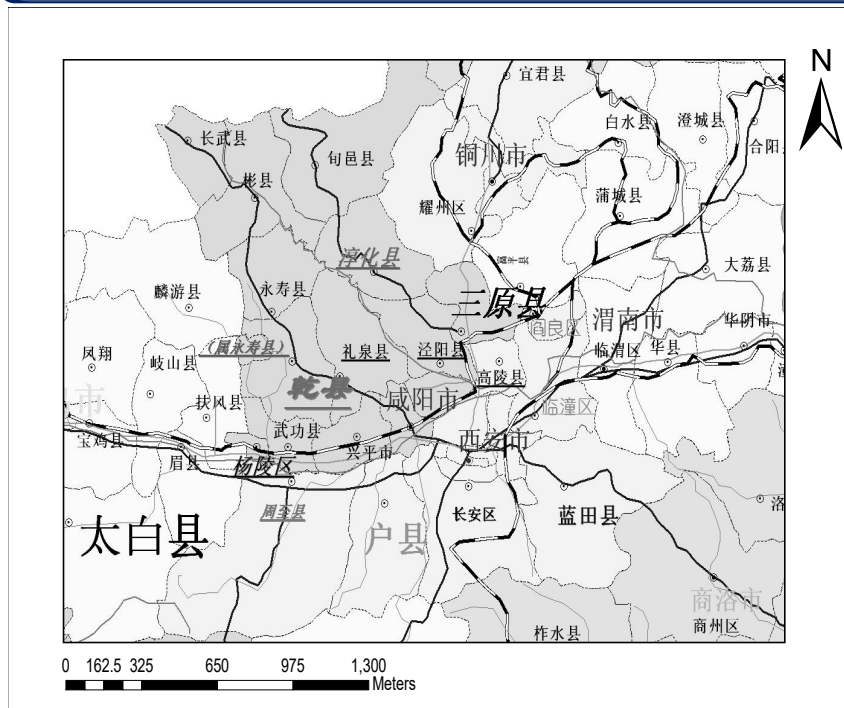 N
宜君县
长武县
白水县
澄城县
合阳
旬邑县
铜川市
彬县
蒲城县
耀州区
淳化县
富平县
大荔县
麟游县
永寿县
三原县
阎良区
渭南市
华阴市
凤翔
(属永寿县)
礼泉县
泾阳县
临渭区
华县
岐山县
高陵县
乾县
咸阳市
市
扶风县
临潼区
武功县
西安市
宝鸡县
兴平市
眉县
杨陵区
洛
周至县
长安区
蓝田县
太白县
户县
商洛市
商州区
柞水县
0 162.5 325 650 975 1,300
Meters